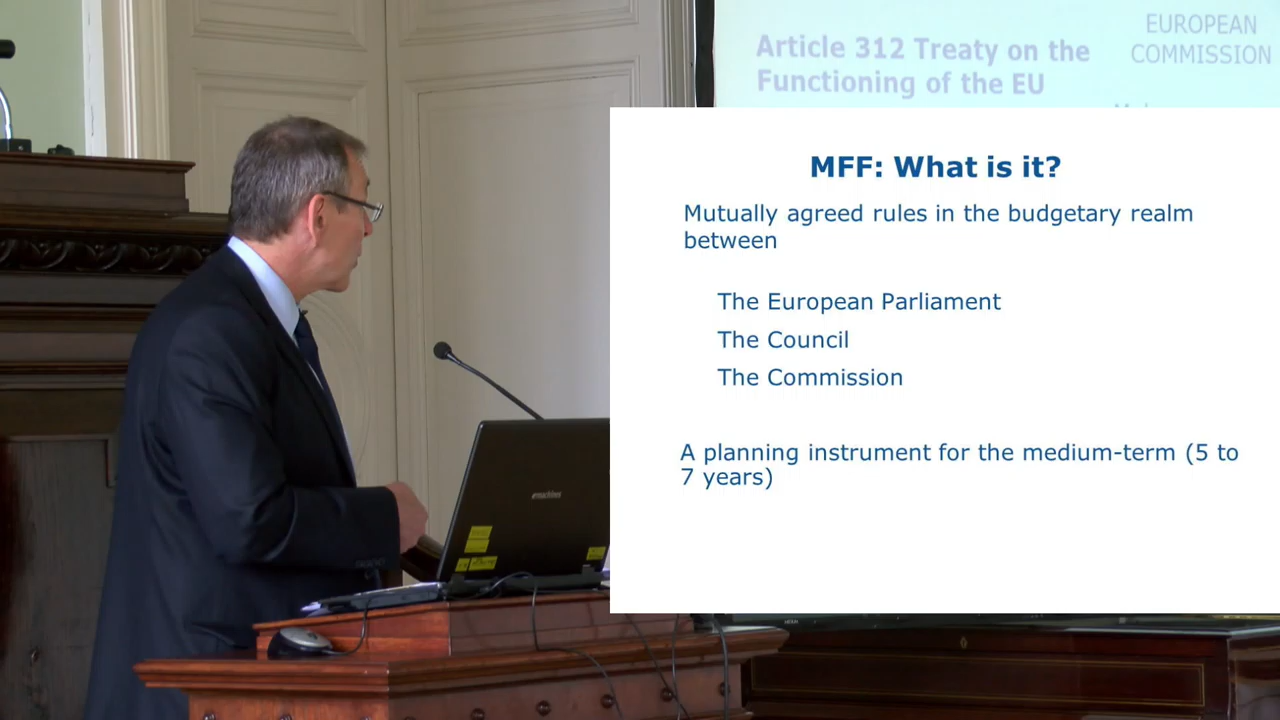 Article 312 Treaty on the
Functioning of the EU
EUROPEAN
COMMISSION
MFF: What is it?
Mutually agreed rules in the budgetary realm
between
The European Parliament
The Council
The Commission
A planning instrument for the medium-term (5 to
7 years)
emachines